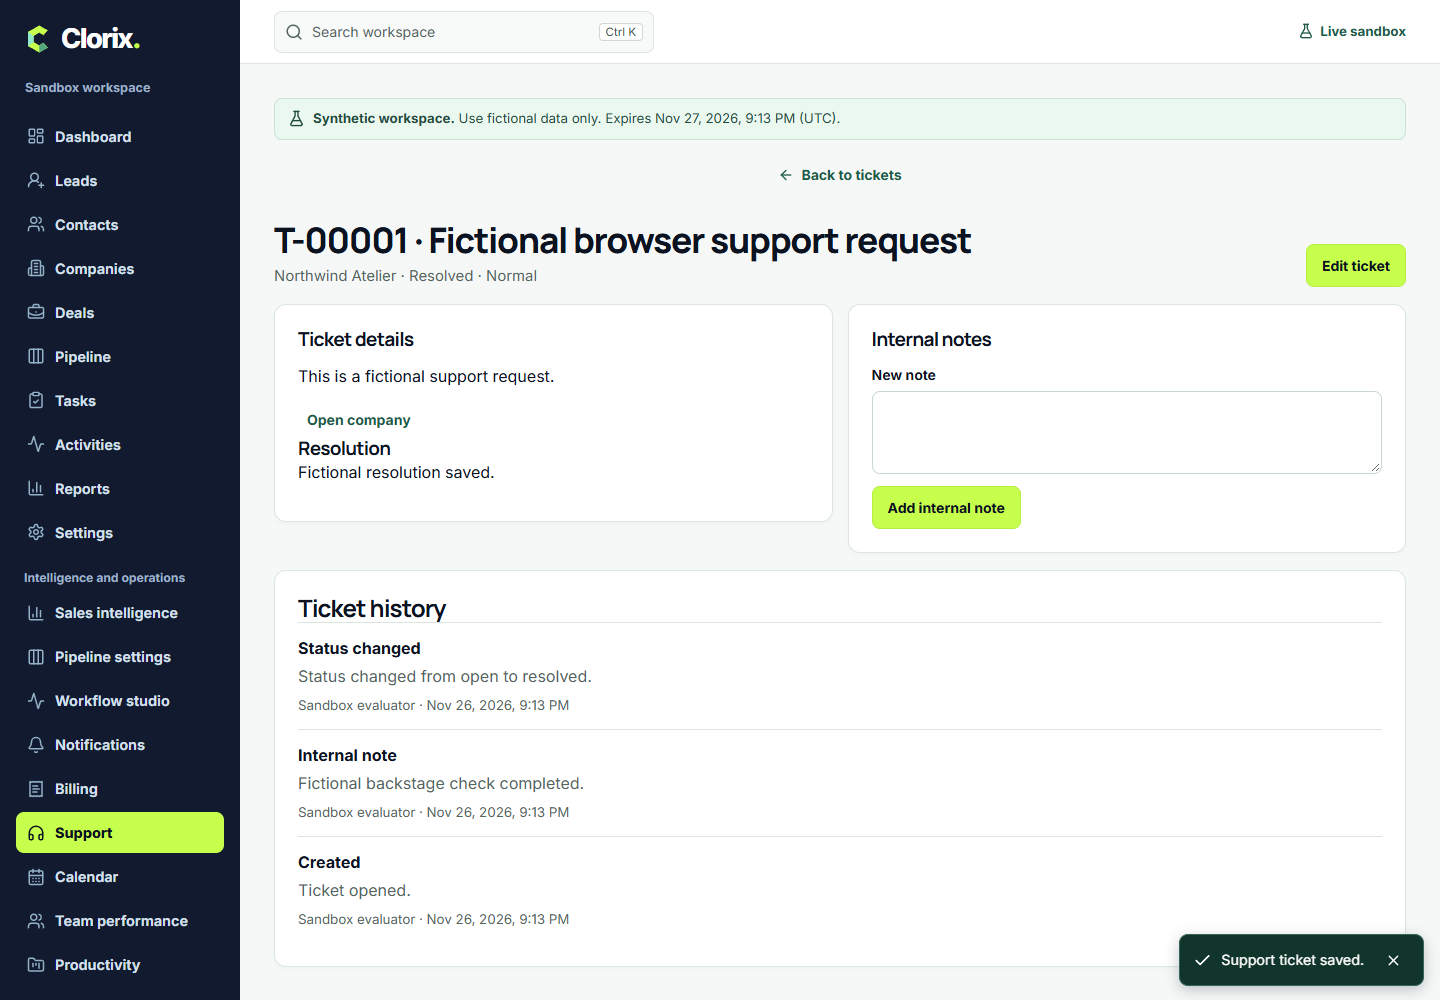 Clorix.
Sandbox workspace
Dashboard
Leads
Contacts
Companies
Deals
Pipeline
Tasks
Activities
Reports
Settings
Intelligence and operations
Sales intelligence
Pipeline settings
Workflow studio
Notifications
Billing
Support
Calendar
Team performance
Productivity
Search workspace
Ctrl K
Live sandbox
Synthetic workspace. Use fictional data only. Expires Nov 27, 2026, 9:13 PM (UTC).
Back to tickets
T-00001 · Fictional browser support request
Northwind Atelier · Resolved · Normal
Edit ticket
Ticket details
This is a fictional support request.
Open company
Resolution
Fictional resolution saved.
Internal notes
New note
Add internal note
Ticket history
Status changed
Status changed from open to resolved.
Sandbox evaluator · Nov 26, 2026, 9:13 PM
Internal note
Fictional backstage check completed.
Sandbox evaluator · Nov 26, 2026, 9:13 PM
Created
Ticket opened.
Sandbox evaluator · Nov 26, 2026, 9:13 PM
Support ticket saved.